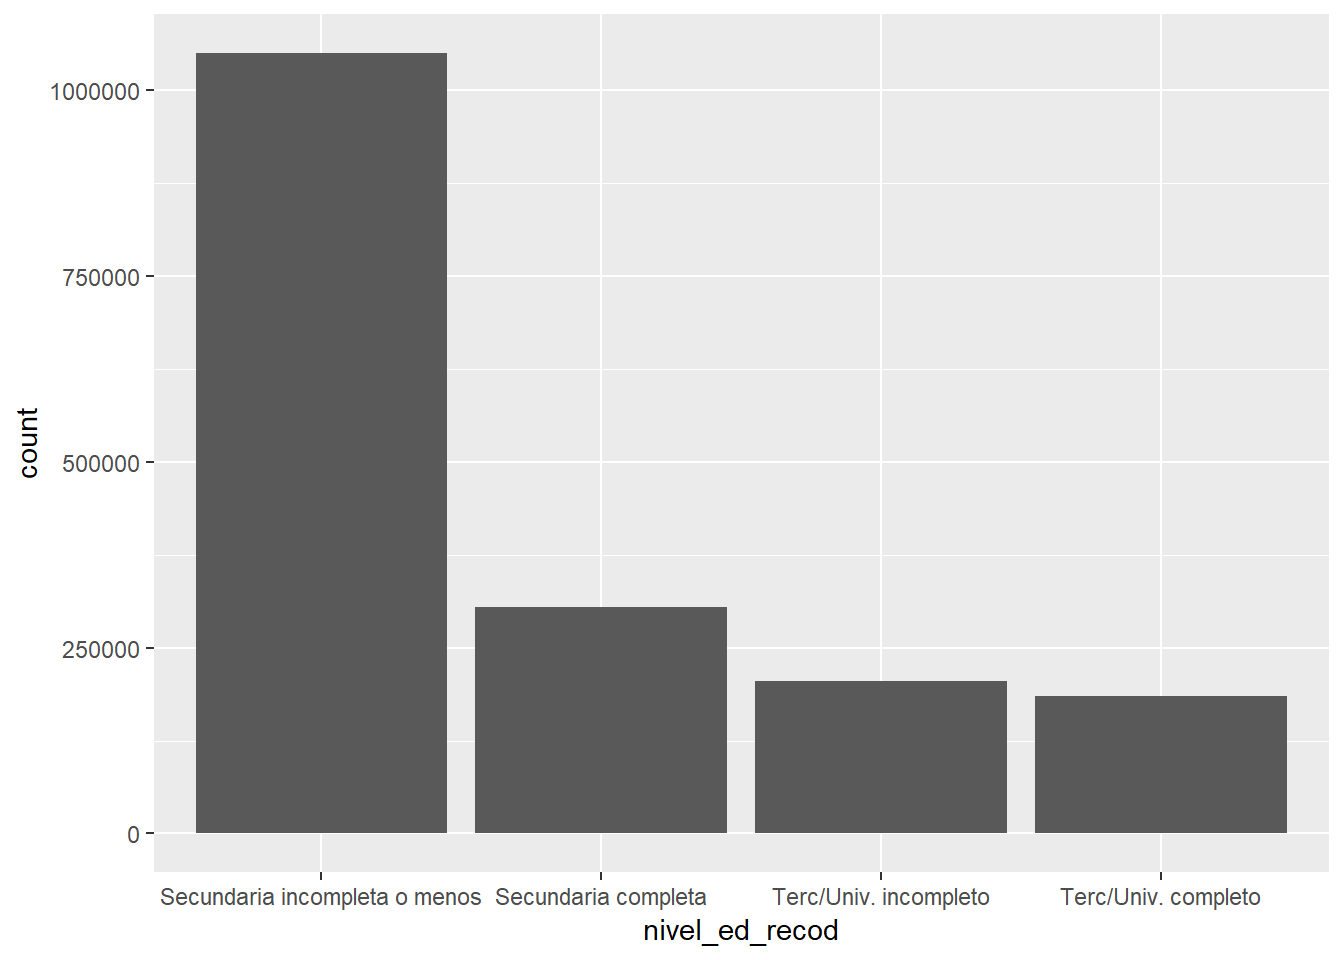 count
1000000
750000
500000
250000
0
Secundaria incompleta o menos Secundaria completa Terc/Univ. incompleto Terc/Univ. completo
nivel_ed_recod